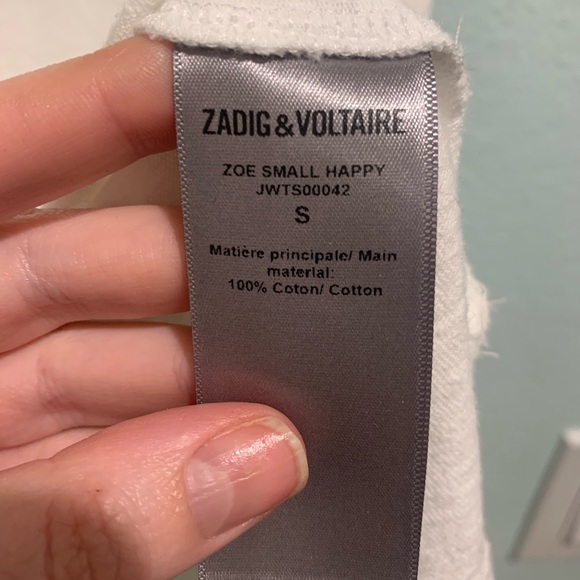 ZADIG & VOLTAIRE
ZOE SMALL HAPPY
JWTS00042
S
Matière principale/ Main
material:
100% Coton/ Cotton